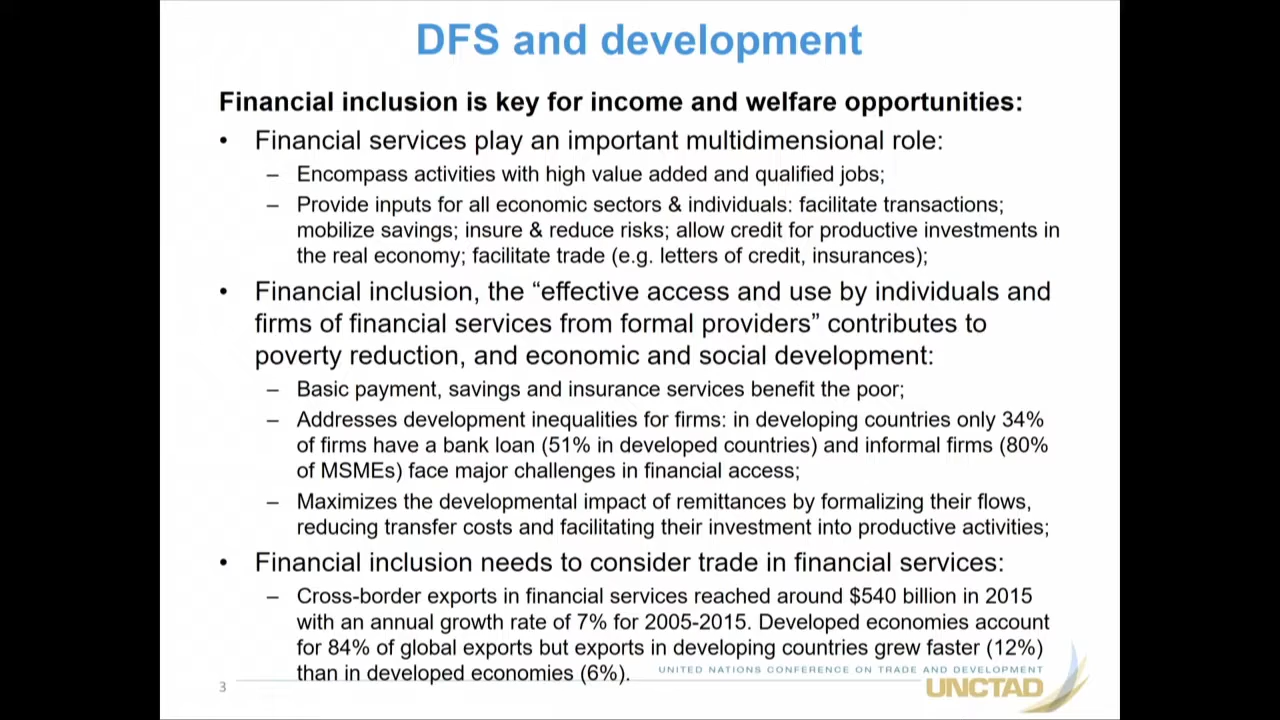 DFS and development
Financial inclusion is key for income and welfare opportunities:
• Financial services play an important multidimensional role:
– Encompass activities with high value added and qualified jobs;
– Provide inputs for all economic sectors & individuals: facilitate transactions;
mobilize savings; insure & reduce risks; allow credit for productive investments in
the real economy; facilitate trade (e.g. letters of credit, insurances);
• Financial inclusion, the “effective access and use by individuals and
firms of financial services from formal providers” contributes to
poverty reduction, and economic and social development:
– Basic payment, savings and insurance services benefit the poor;
– Addresses development inequalities for firms: in developing countries only 34%
of firms have a bank loan (51% in developed countries) and informal firms (80%
of MSMEs) face major challenges in financial access;
– Maximizes the developmental impact of remittances by formalizing their flows,
reducing transfer costs and facilitating their investment into productive activities;
• Financial inclusion needs to consider trade in financial services:
– Cross-border exports in financial services reached around $540 billion in 2015
with an annual growth rate of 7% for 2005-2015. Developed economies account
for 84% of global exports but exports in developing countries grew faster (12%)
than in developed economies (6%).
UNITED NATIONS CONFERENCE ON TRADE AND DEVELOPMENT
3
UNCTAD